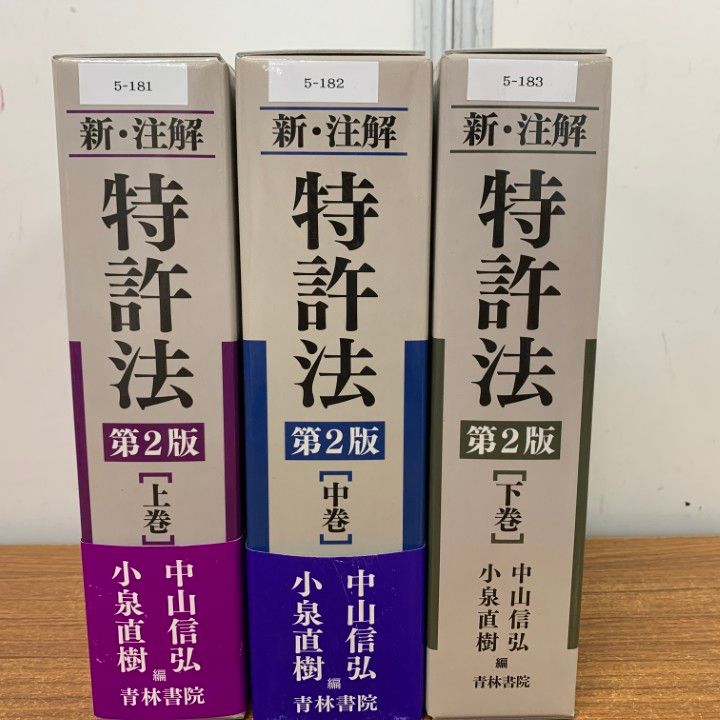 5-181
新・注解
特許法
第2版
[上巻]
中山信弘
小泉直樹
編
青林書院
5-182
新・注解
特許法
第2版
[中巻]
中山信弘
小泉直樹
編
青林書院
5-183
新・注解
特許法
第2版
[下巻]
中山信弘
小泉直樹
編
青林書院